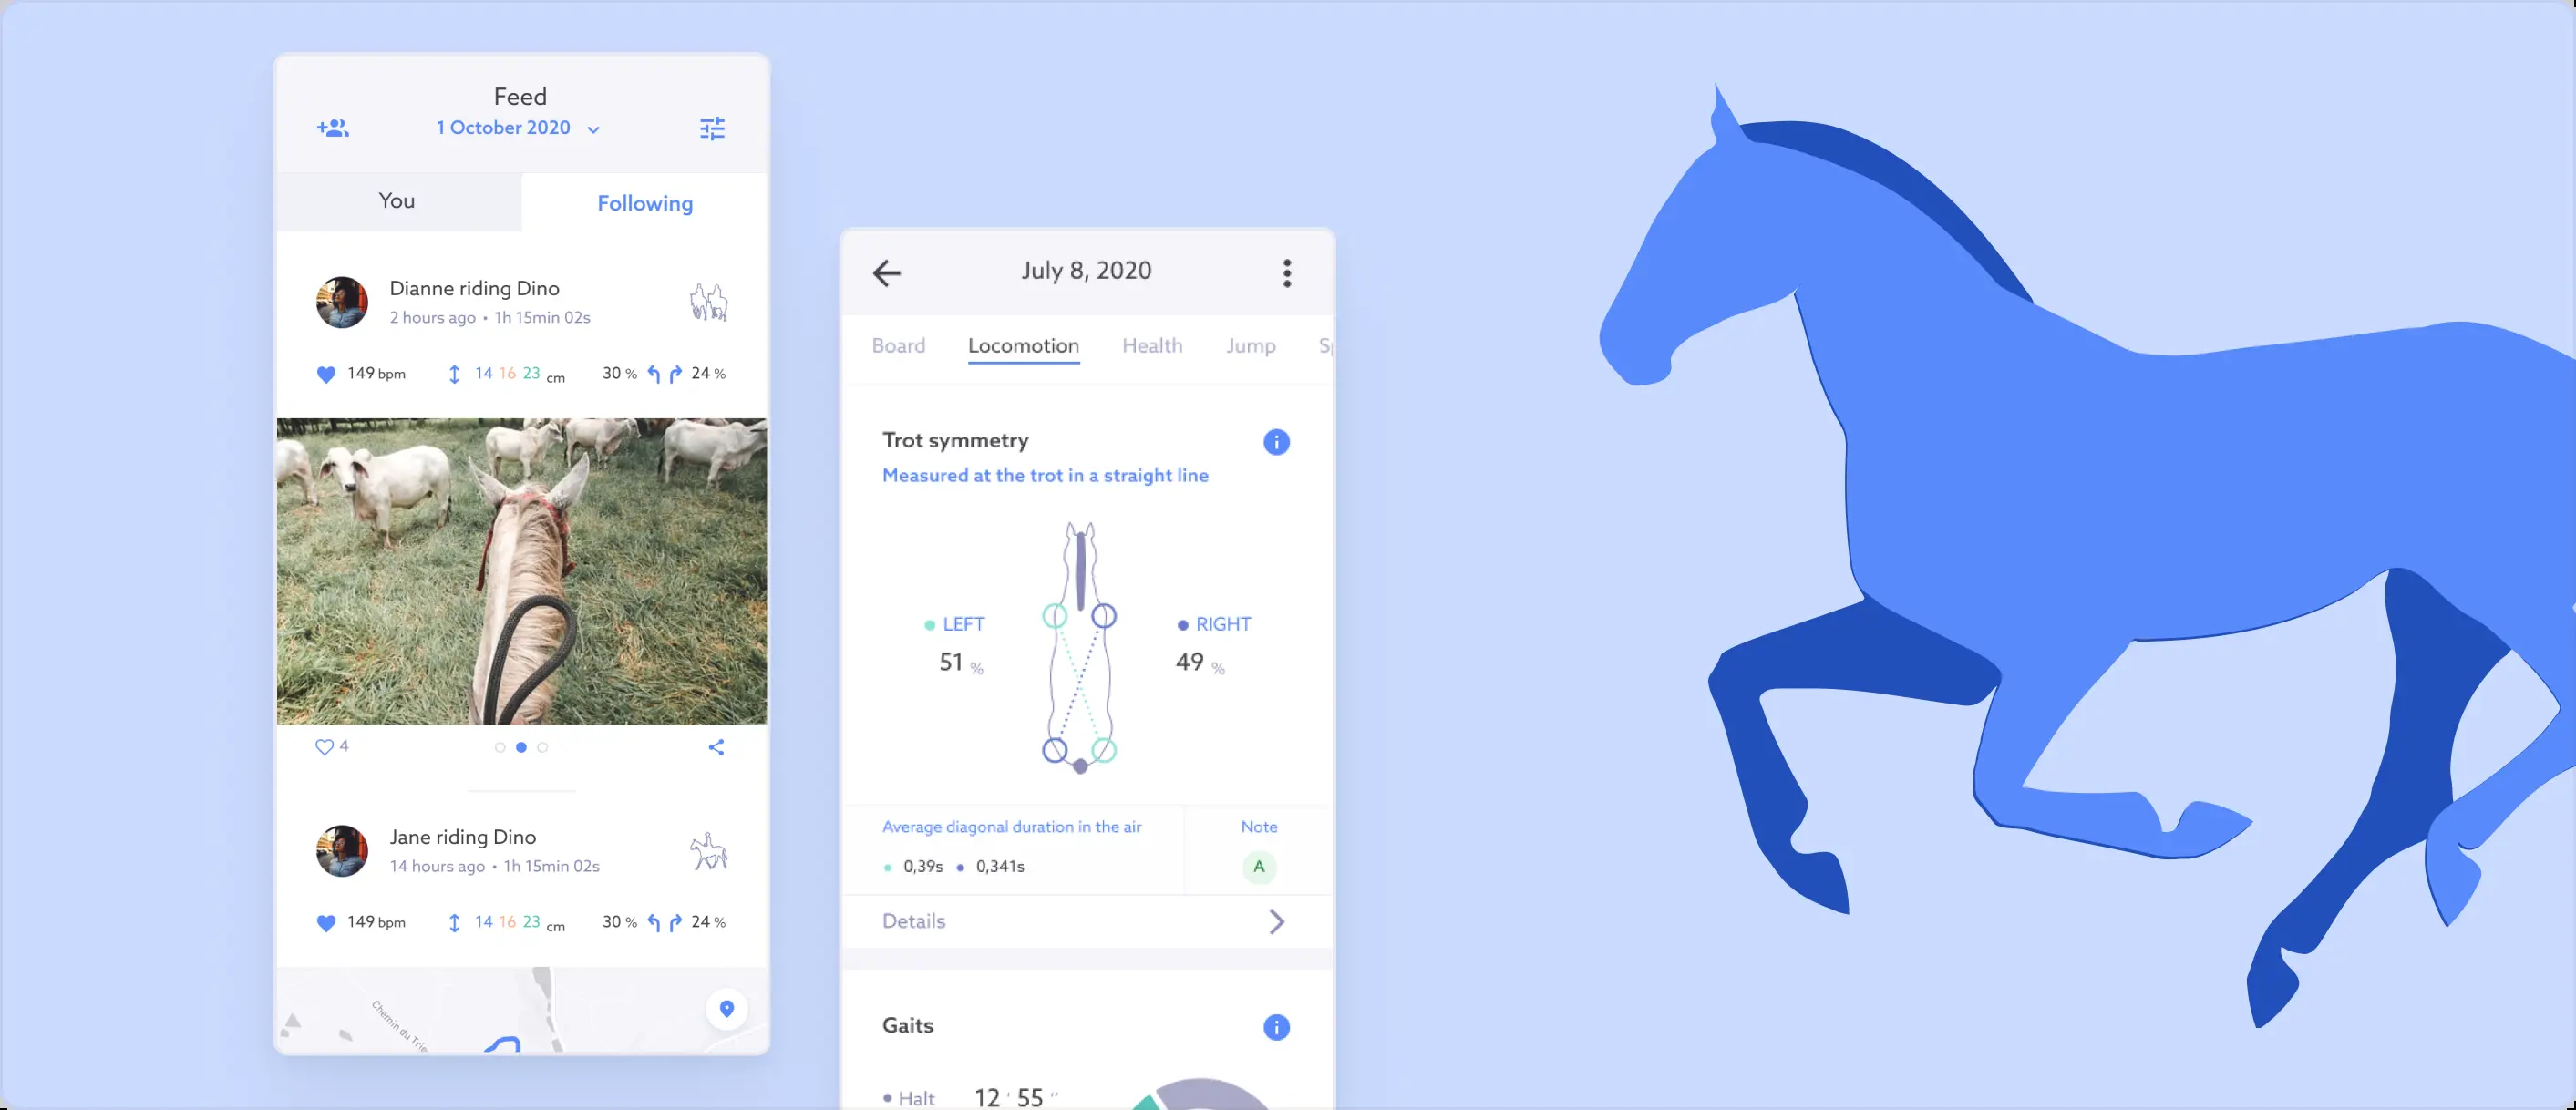 Feed
1 October 2020
You
Following
Dianne riding Dino
2 hours ago • 1h 15min 02s
149 bpm
14 16 23 cm
30 % 24 %
4
Jane riding Dino
14 hours ago • 1h 15min 02s
149 bpm
14 16 23 cm
30 % 24 %
Chemin du Trie
July 8, 2020
Board Locomotion Health Jump
Trot symmetry
Measured at the trot in a straight line
LEFT
51 %
RIGHT
49 %
Average diagonal duration in the air
0,39s 0,341s
Note
A
Details
Gaits
Halt 12 ' 55 ''